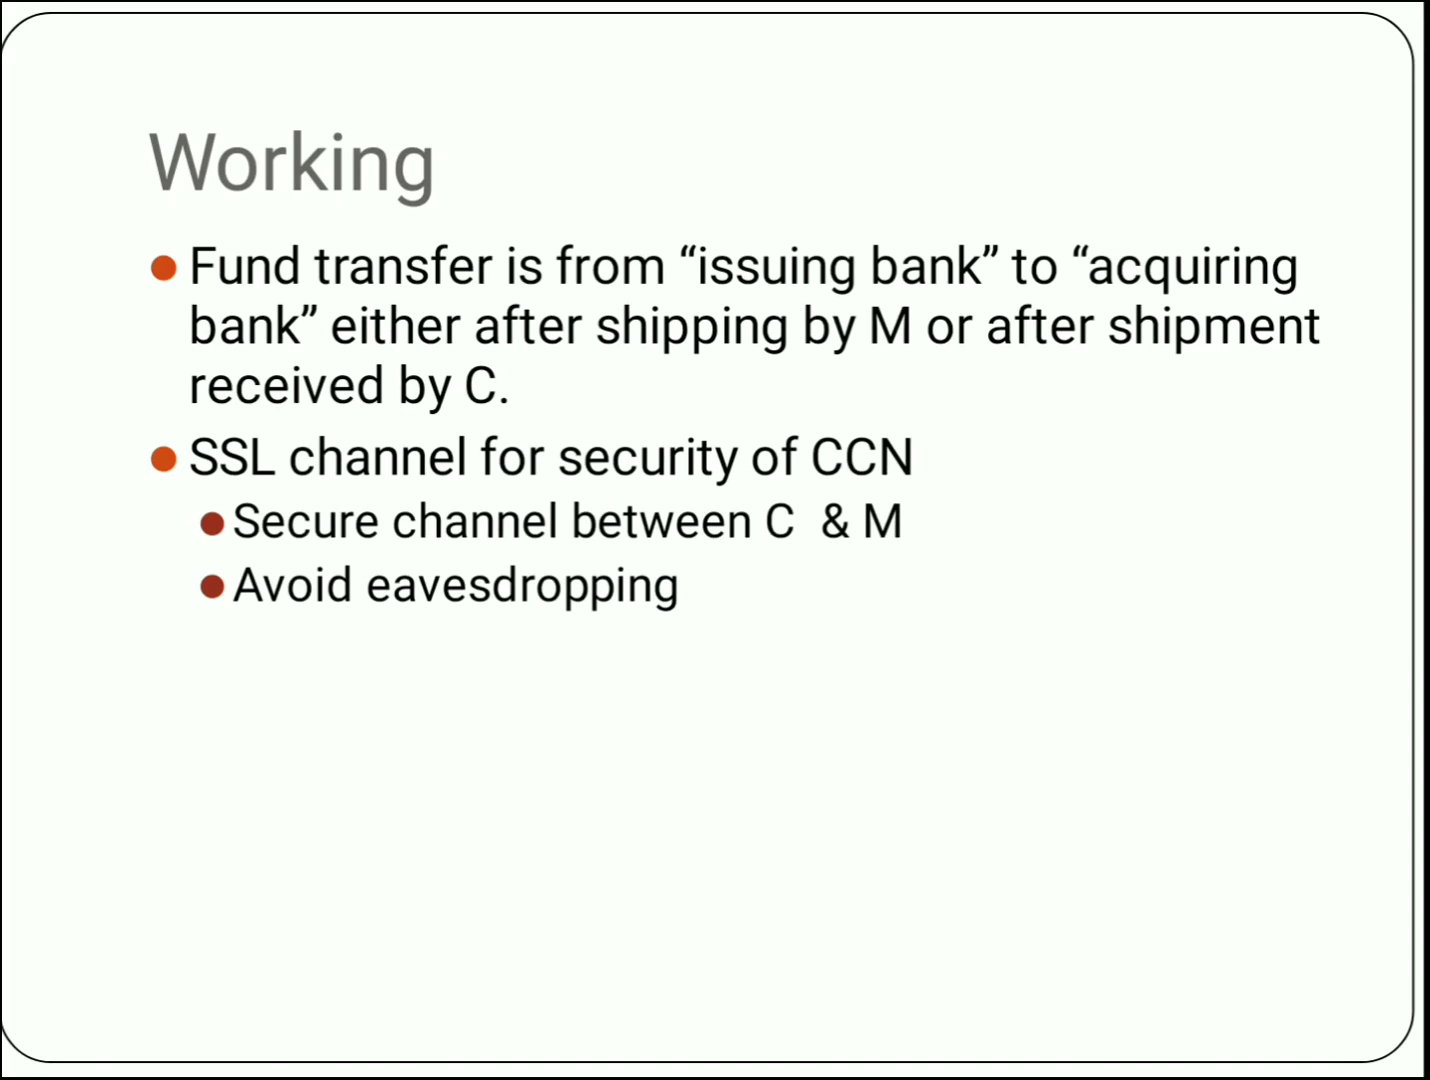 Working
Fund transfer is from “issuing bank” to “acquiring
bank” either after shipping by M or after shipment
received by C.
SSL channel for security of CCN
Secure channel between C  & M
Avoid eavesdropping